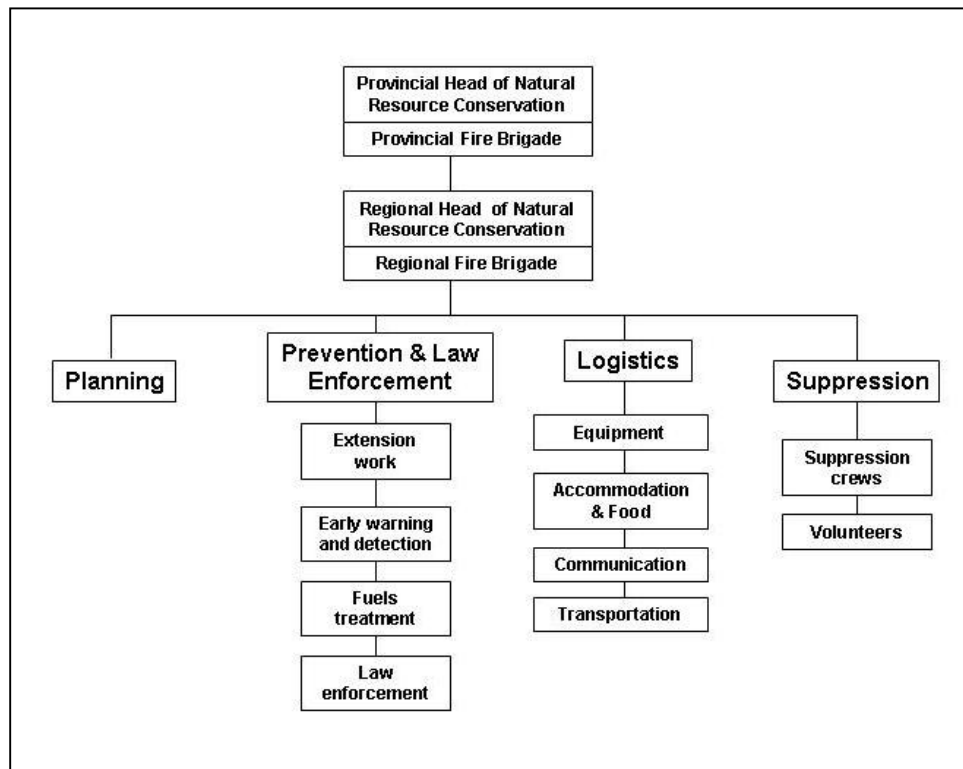 Provincial Head of Natural
Resource Conservation
Provincial Fire Brigade
Regional Head of Natural
Resource Conservation
Regional Fire Brigade
Planning
Prevention & Law
Enforcement
Extension
work
Early warning
and detection
Fuels
treatment
Law
enforcement
Logistics
Equipment
Accommodation
& Food
Communication
Transportation
Suppression
Suppression
crews
Volunteers